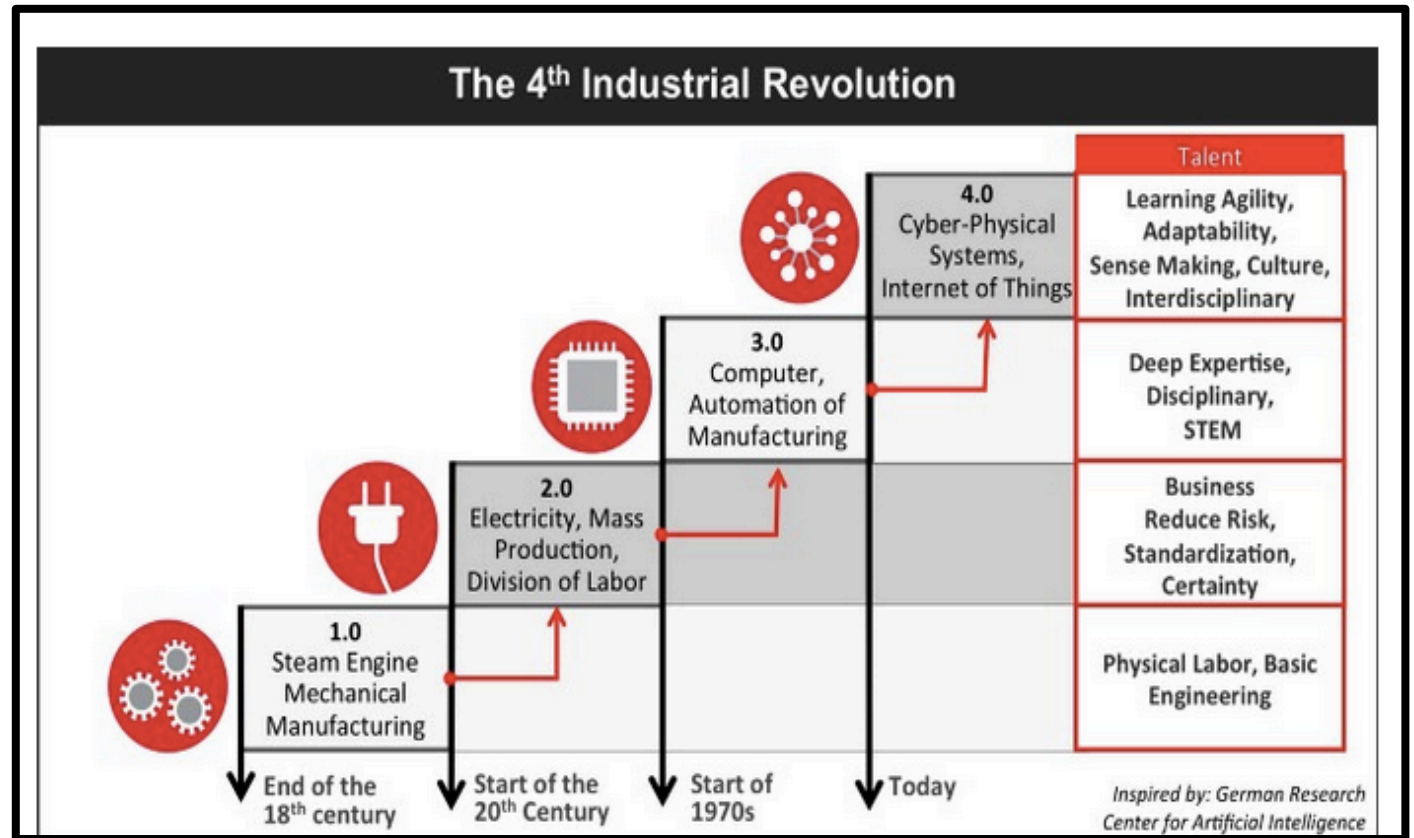 The 4th Industrial Revolution
Talent
4.0
Cyber-Physical
Systems,
Internet of Things
Learning Agility,
Adaptability,
Sense Making, Culture,
Interdisciplinary
3.0
Computer,
Automation of
Manufacturing
Deep Expertise,
Disciplinary,
STEM
2.0
Electricity, Mass
Production,
Division of Labor
Business
Reduce Risk,
Standardization,
Certainty
1.0
Steam Engine
Mechanical
Manufacturing
Physical Labor, Basic
Engineering
End of the
18th century
Start of the
20th Century
Start of
1970s
Today
Inspired by: German Research
Center for Artificial Intelligence